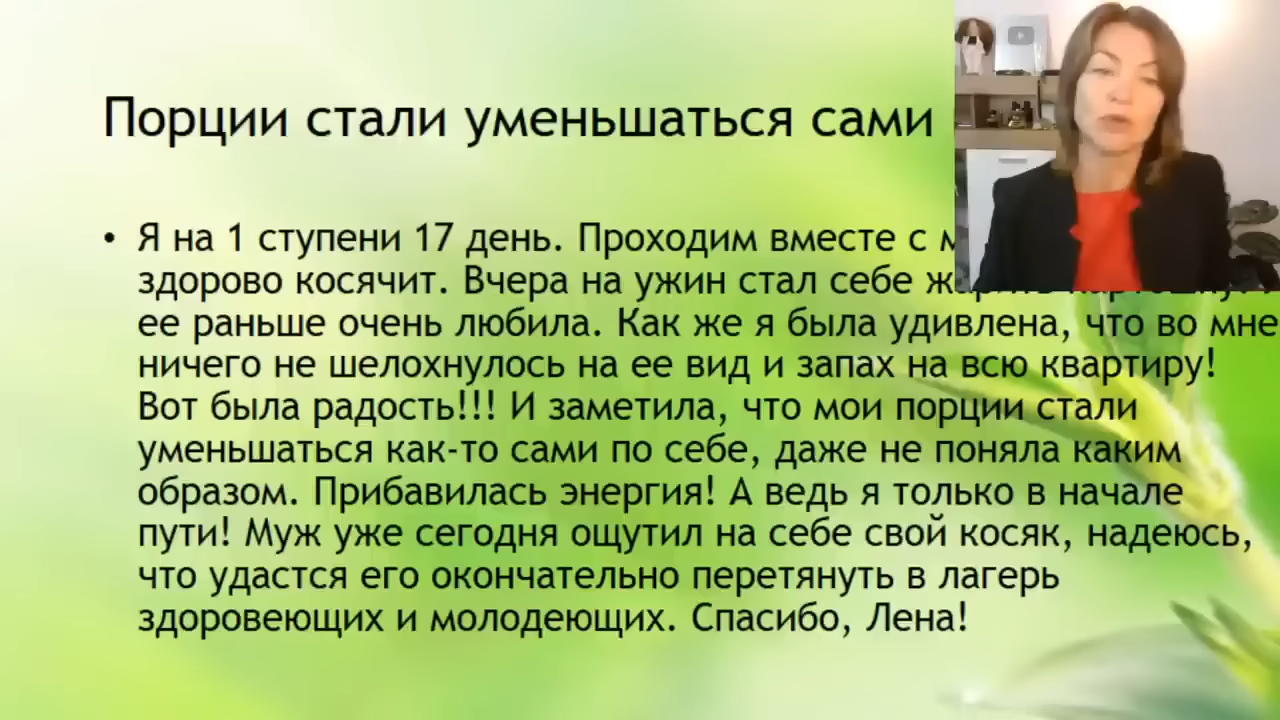 Порции стали уменьшаться сами
• Я на 1 ступени 17 день. Проходим вместе с
здорово косячит. Вчера на ужин стал себе
ее раньше очень любила. Как же я была удивлена, что во мне
ничего не шелохнулось на ее вид и запах на всю квартиру!
Вот была радость!!! И заметила, что мои порции стали
уменьшаться как-то сами по себе, даже не поняла каким
образом. Прибавилась энергия! А ведь я только в начале
пути! Муж уже сегодня ощутил на себе свой косяк, надеюсь,
что удастся его окончательно перетянуть в лагерь
здоровеющих и молодеющих. Спасибо, Лена!